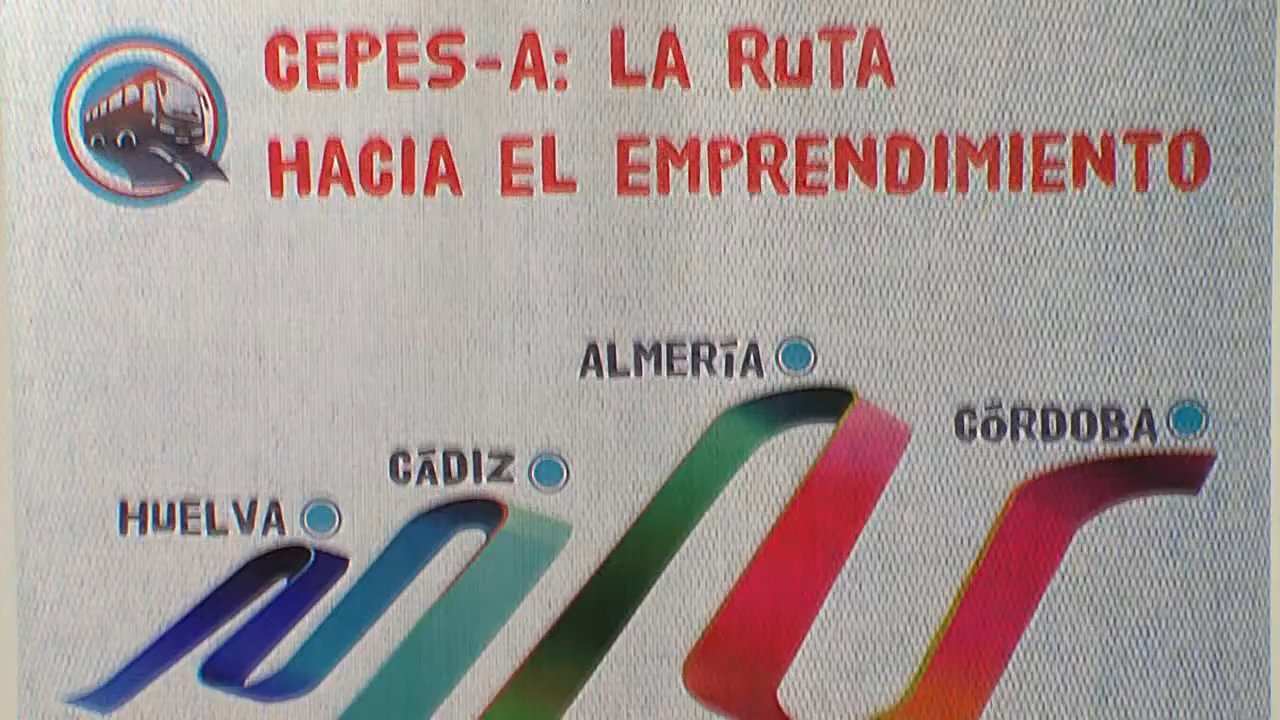 CEPES-A: LA RUTA
HACIA EL EMPRENDIMIENTO
ALMERÍA
CÓRDOBA
CÁDIZ
HUELVA